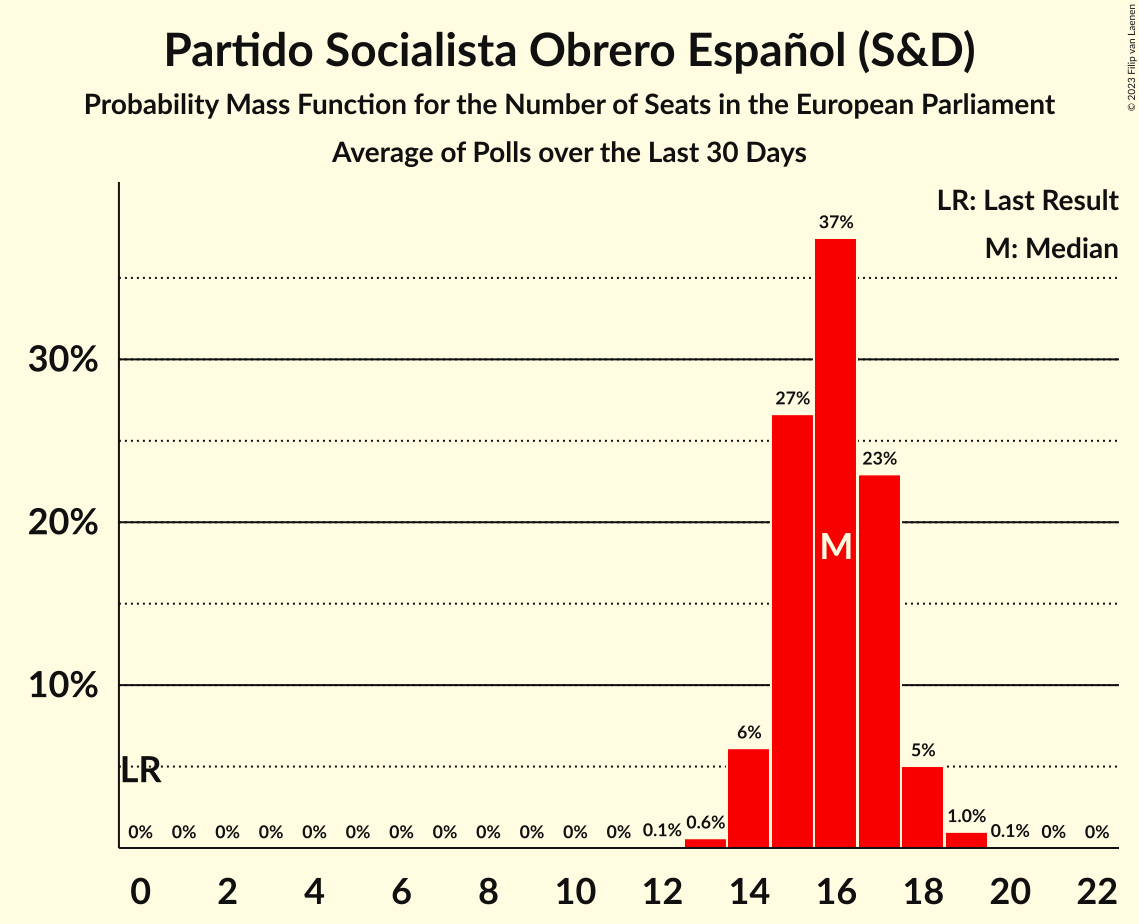 Partido Socialista Obrero Español (S&D)
Probability Mass Function for the Number of Seats in the European Parliament
Average of Polls over the Last 30 Days
© 2023 Filip van Laenen
LR: Last Result
M: Median
37%
30%
27%
23%
20%
M
10%
6%
5%
LR
0% 0% 0% 0% 0% 0% 0% 0% 0% 0% 0% 0% 0.1% 0.6% 1.0% 0.1% 0% 0%
0 2 4 6 8 10 12 14 16 18 20 22